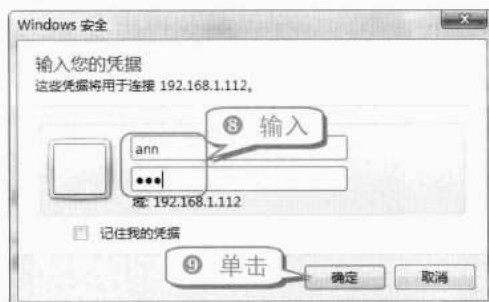 Windows 安全
输入您的凭据
这些凭据将用于连接 192.168.1.112。
❽ 输入
ann
●●●
域: 192.168.1.112
记住我的凭据
❾ 单击
确定
取消